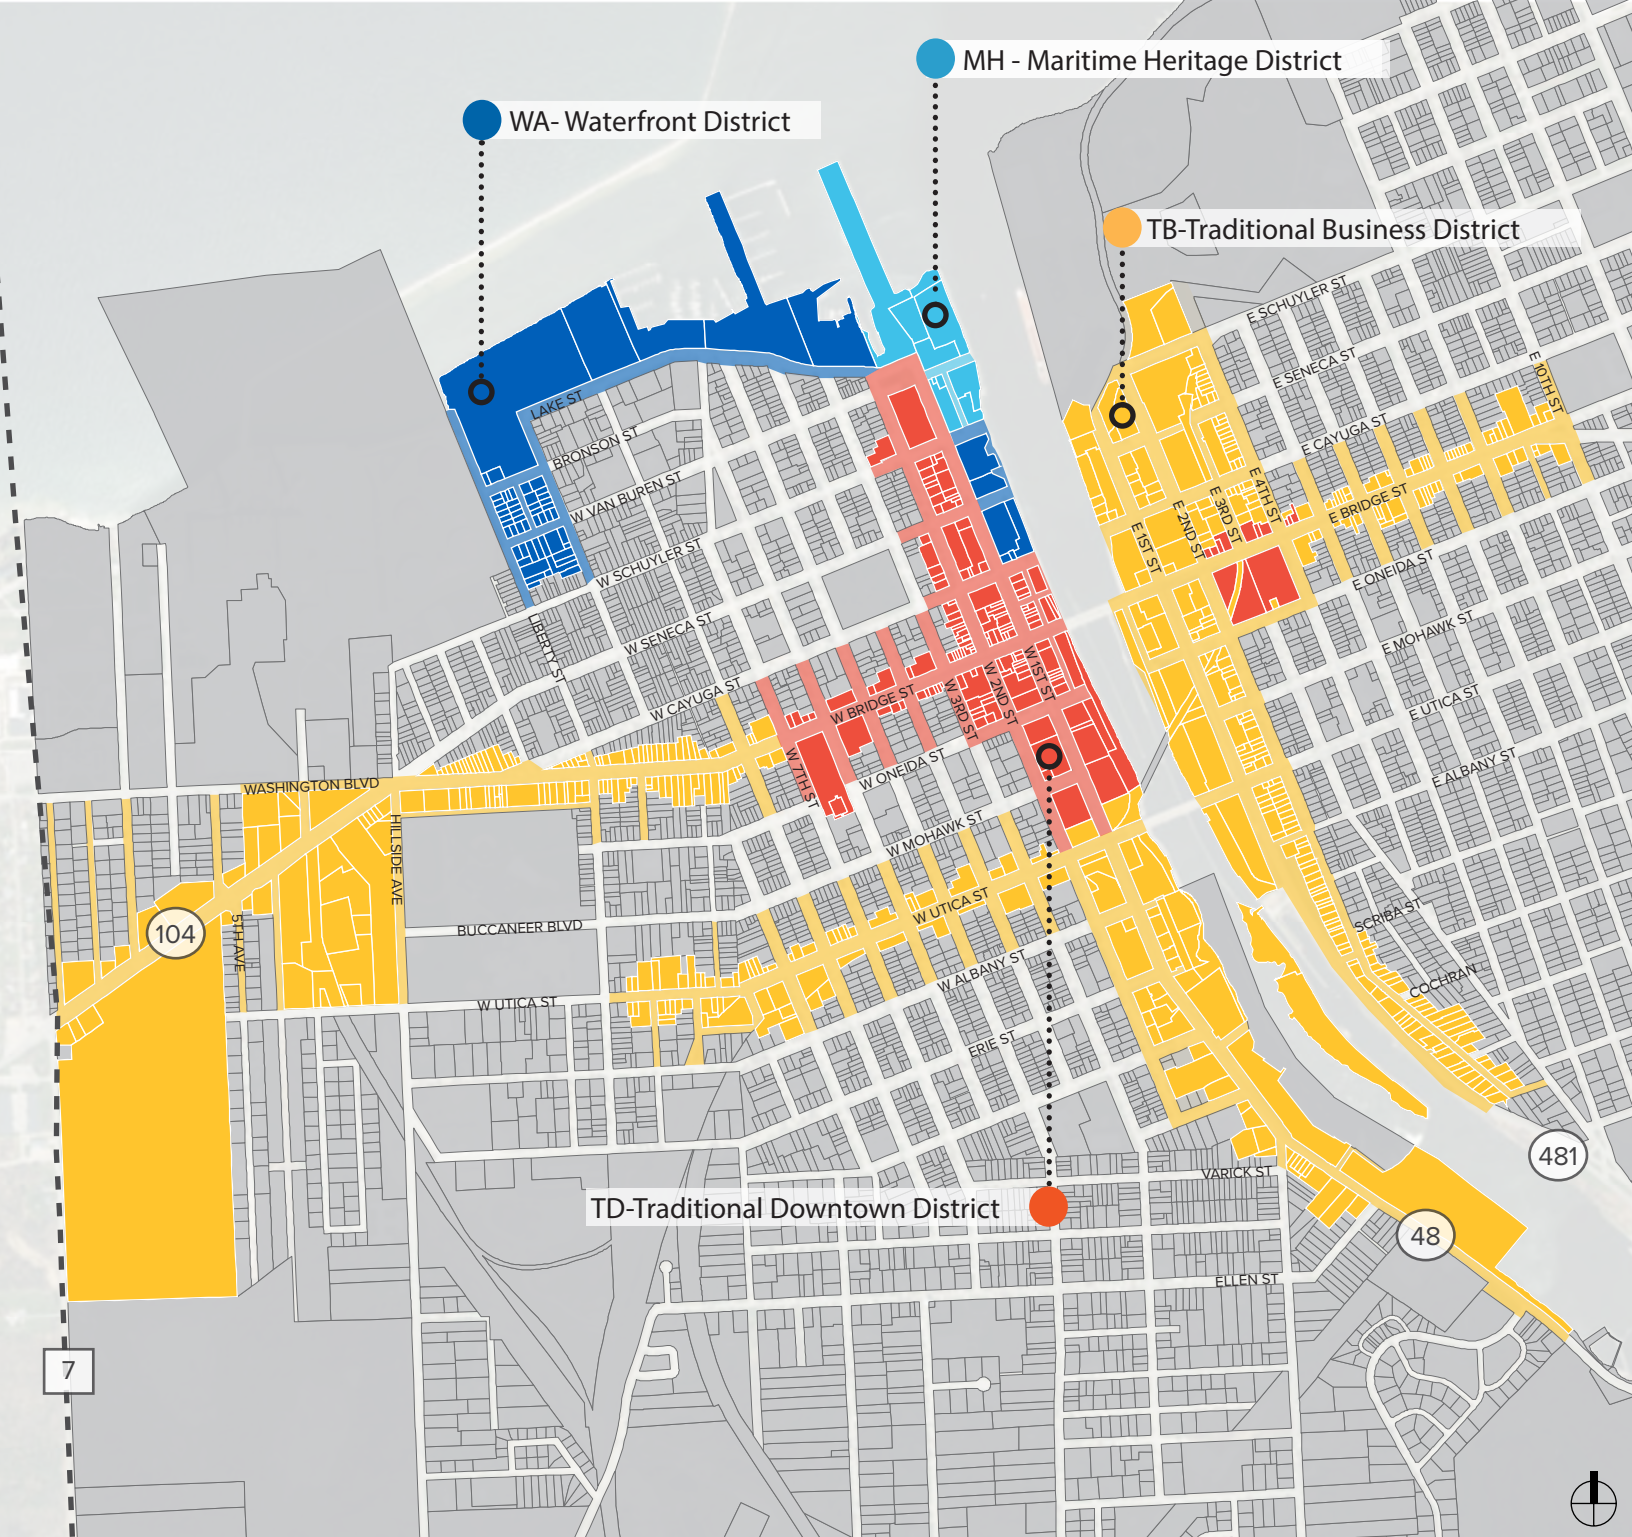 MH - Maritime Heritage District
WA- Waterfront District
TB-Traditional Business District
E SCHUYLER ST
E SENECA ST
E 10TH ST
LAKE ST
E CAYUGA ST
BRONSON ST
W VAN BUREN ST
E 4TH ST
E 3RD ST
E BRIDGE ST
E 2ND ST
E 1ST ST
W SCHUYLER ST
E ONEIDA ST
LIBERTY ST
W SENECA ST
E MOHAWK ST
W CAYUGA ST
W 1ST ST
W 2ND ST
W 3RD ST
W BRIDGE ST
E UTICA ST
W ONEIDA ST
W 7TH ST
E ALBANY ST
WASHINGTON BLVD
HILLSIDE AVE
W MOHAWK ST
W UTICA ST
SCRIBA ST
104
5TH AVE
BUCCANEER BLVD
W ALBANY ST
COCHRAN
W UTICA ST
ERIE ST
481
VARICK ST
TD-Traditional Downtown District
48
ELLEN ST
7